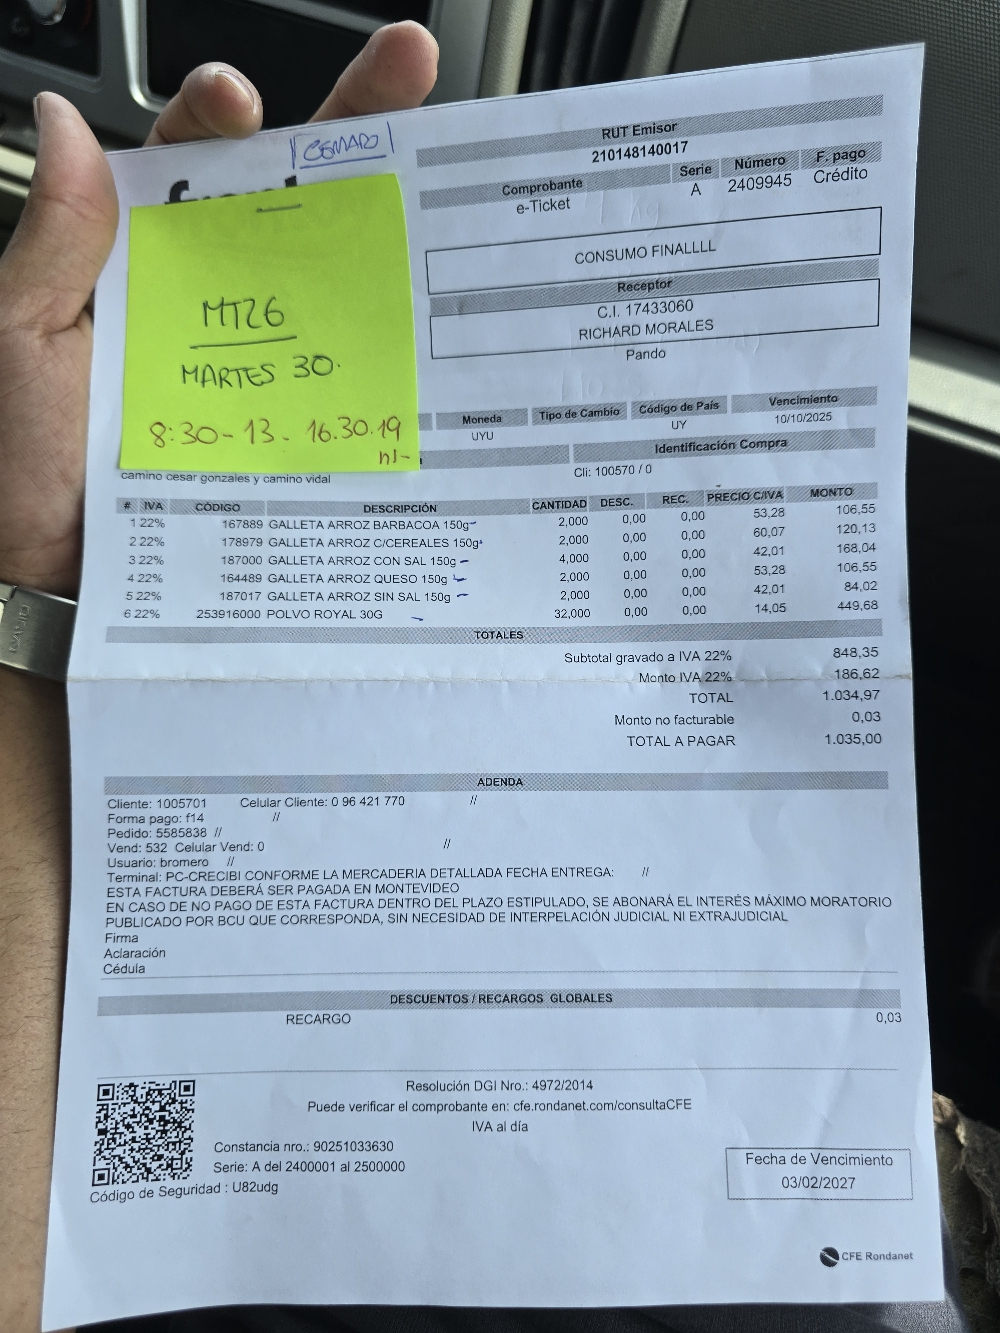 RUT Emisor
210148140017
Comprobante Serie Número F. pago
e-Ticket A 2409945 Crédito
CONSUMO FINALLLL
Receptor
C.I. 17433060
RICHARD MORALES
Pando
MT26
MARTES 30.
8:30-13- 16.30.19
Moneda Tipo de Cambio Código de País Vencimiento
UYU UY 10/10/2025
Identificación Compra
Cli: 100570 / 0
camino cesar gonzales y camino vidal
# IVA CÓDIGO DESCRIPCIÓN CANTIDAD DESC. REC. PRECIO C/IVA MONTO
1 22% 167889 GALLETA ARROZ BARBACOA 150g 2,000 0,00 0,00 53,28 106,55
2 22% 178979 GALLETA ARROZ C/CEREALES 150g 2,000 0,00 0,00 60,07 120,13
3 22% 187000 GALLETA ARROZ CON SAL 150g 4,000 0,00 0,00 42,01 168,04
4 22% 164489 GALLETA ARROZ QUESO 150g 2,000 0,00 0,00 53,28 106,55
5 22% 187017 GALLETA ARROZ SIN SAL 150g 2,000 0,00 0,00 42,01 84,02
6 22% 253916000 POLVO ROYAL 30G 32,000 0,00 0,00 14,05 449,68
TOTALES
Subtotal gravado a IVA 22% 848,35
Monto IVA 22% 186,62
TOTAL 1.034,97
Monto no facturable 0,03
TOTAL A PAGAR 1.035,00
ADENDA
Cliente: 1005701 Celular Cliente: 0 96 421 770 //
Forma pago: f14 //
Pedido: 5585838 //
Vend: 532 Celular Vend: 0 //
Usuario: bromero //
Terminal: PC-CRECIBI CONFORME LA MERCADERIA DETALLADA FECHA ENTREGA: //
ESTA FACTURA DEBERÁ SER PAGADA EN MONTEVIDEO
EN CASO DE NO PAGO DE ESTA FACTURA DENTRO DEL PLAZO ESTIPULADO, SE ABONARÁ EL INTERÉS MÁXIMO MORATORIO
PUBLICADO POR BCU QUE CORRESPONDA, SIN NECESIDAD DE INTERPELACIÓN JUDICIAL NI EXTRAJUDICIAL
Firma
Aclaración
Cédula
DESCUENTOS / RECARGOS GLOBALES
RECARGO 0,03
Resolución DGI Nro.: 4972/2014
Puede verificar el comprobante en: cfe.rondanet.com/consultaCFE
IVA al día
Constancia nro.: 90251033630
Serie: A del 2400001 al 2500000
Código de Seguridad : U82udg
Fecha de Vencimiento
03/02/2027
CFE Rondanet
CASIO